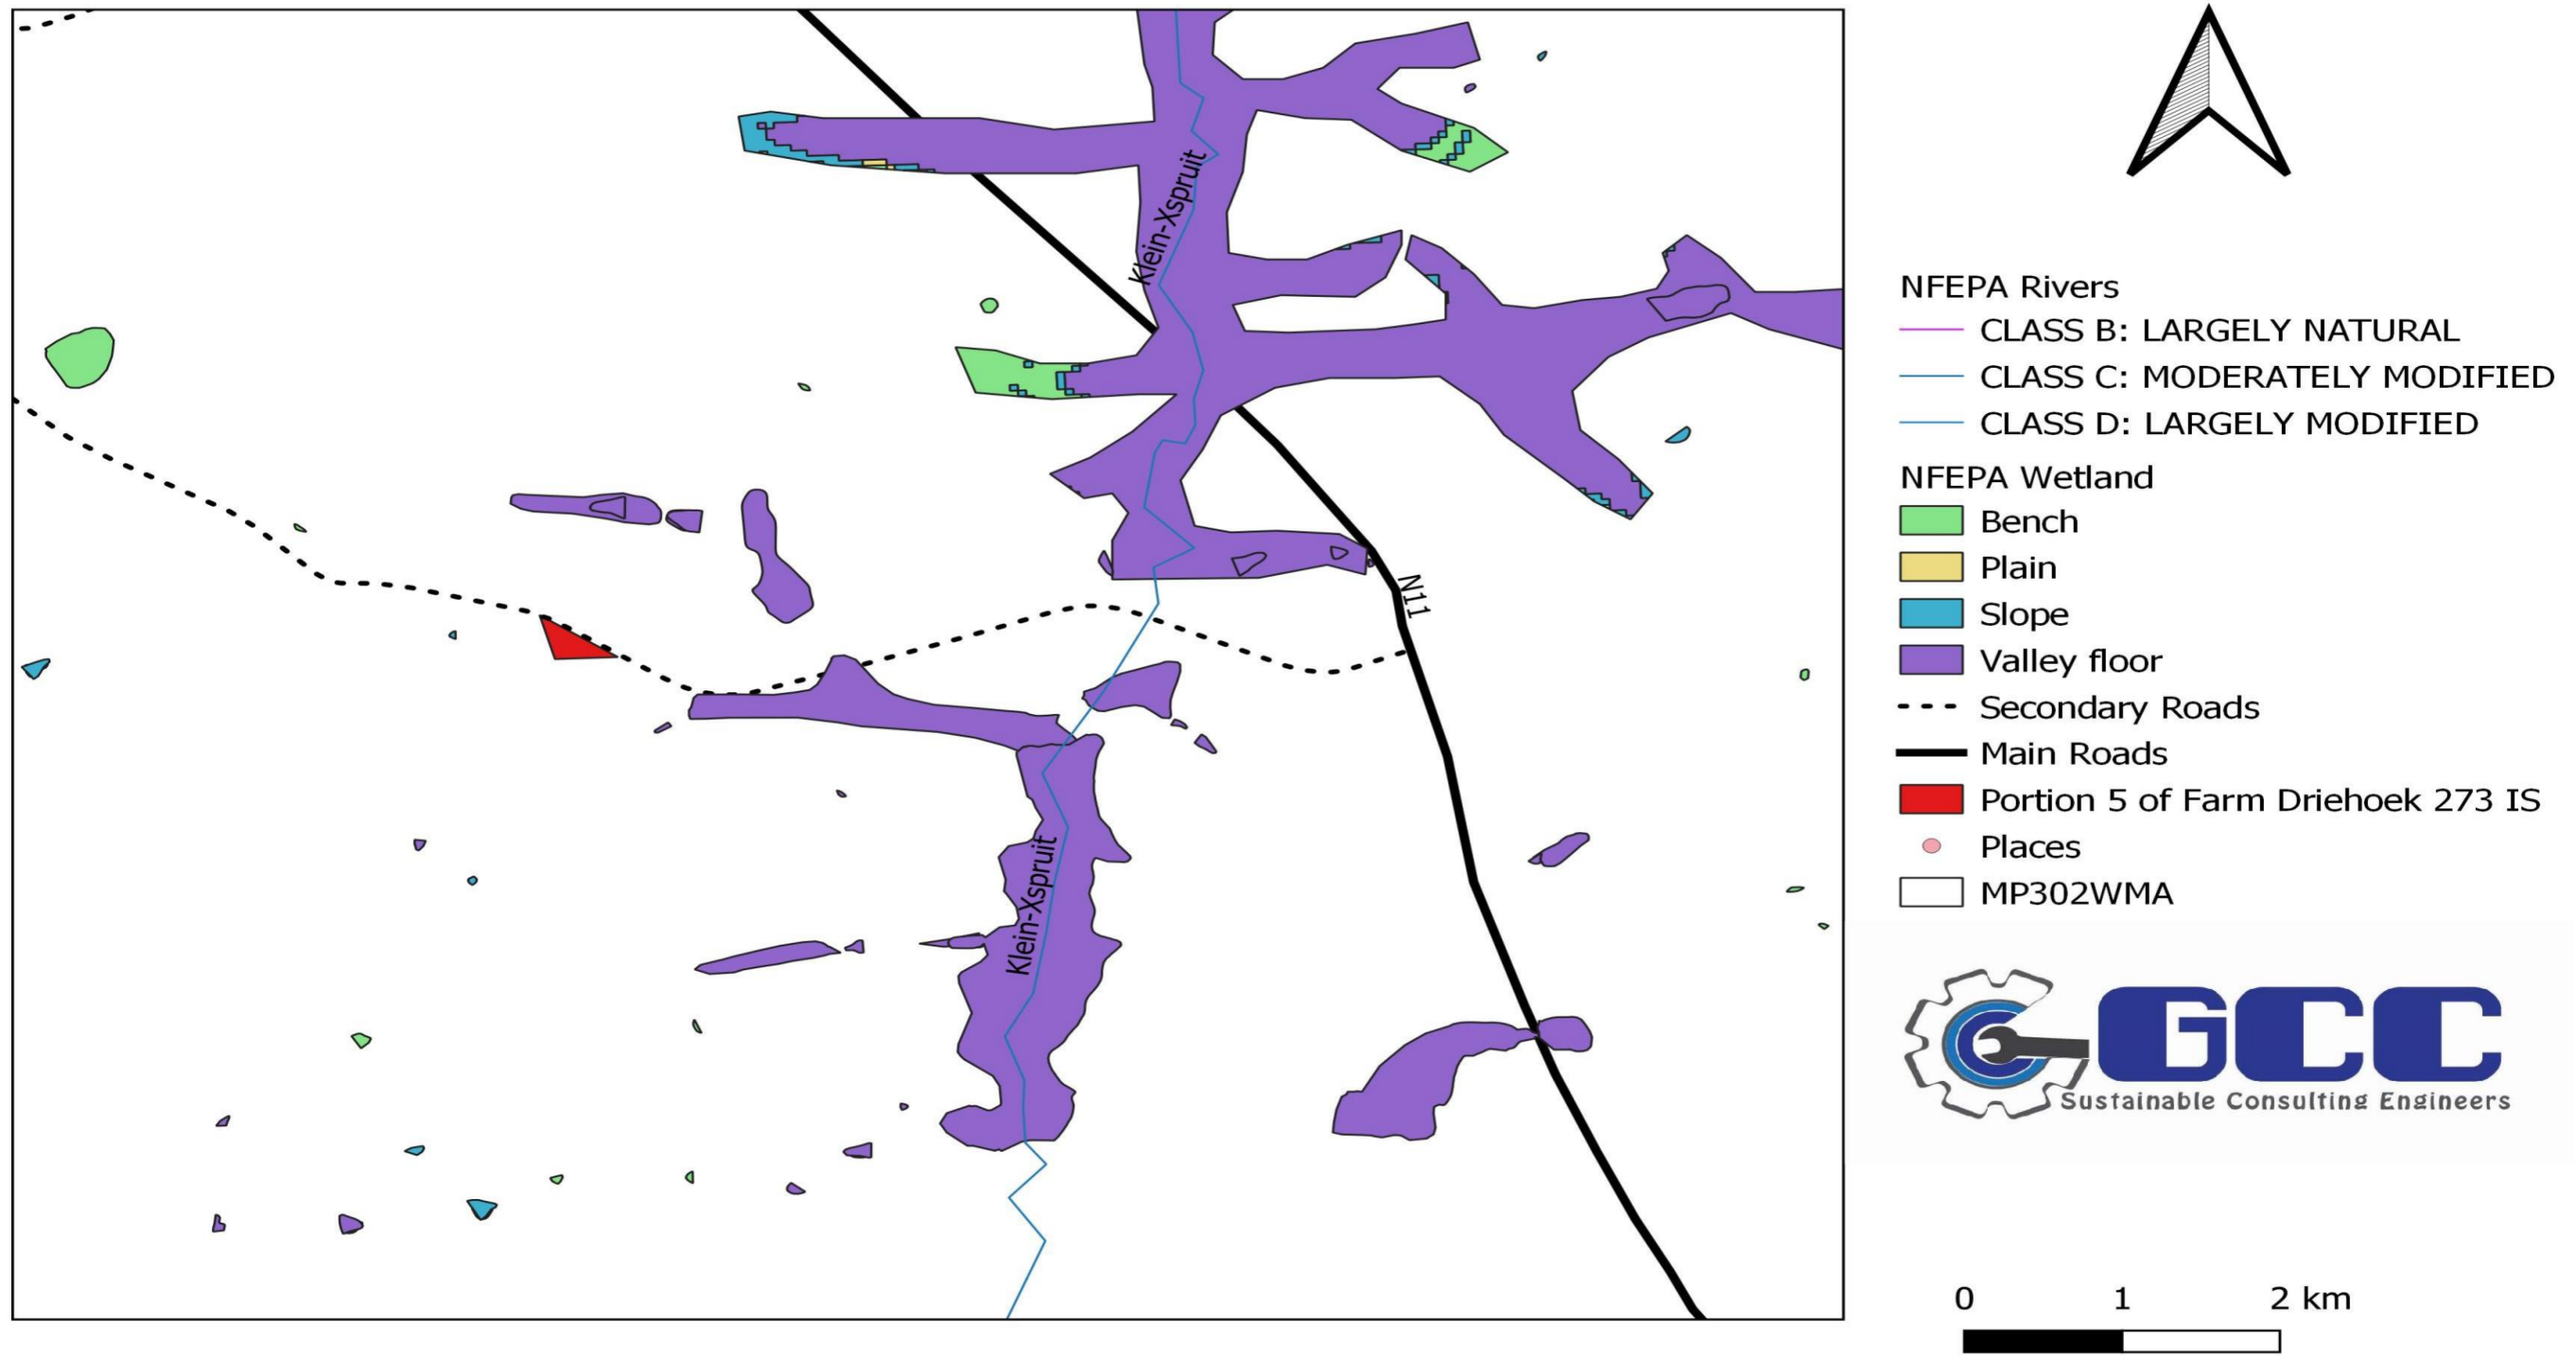 Klein-Xspruit
N11
Klein-Xspruit
NFEPA Rivers
CLASS B: LARGELY NATURAL
CLASS C: MODERATELY MODIFIED
CLASS D: LARGELY MODIFIED
NFEPA Wetland
Bench
Plain
Slope
Valley floor
Secondary Roads
Main Roads
Portion 5 of Farm Driehoek 273 IS
Places
MP302WMA
GCC
Sustainable Consulting Engineers
0 1 2 km